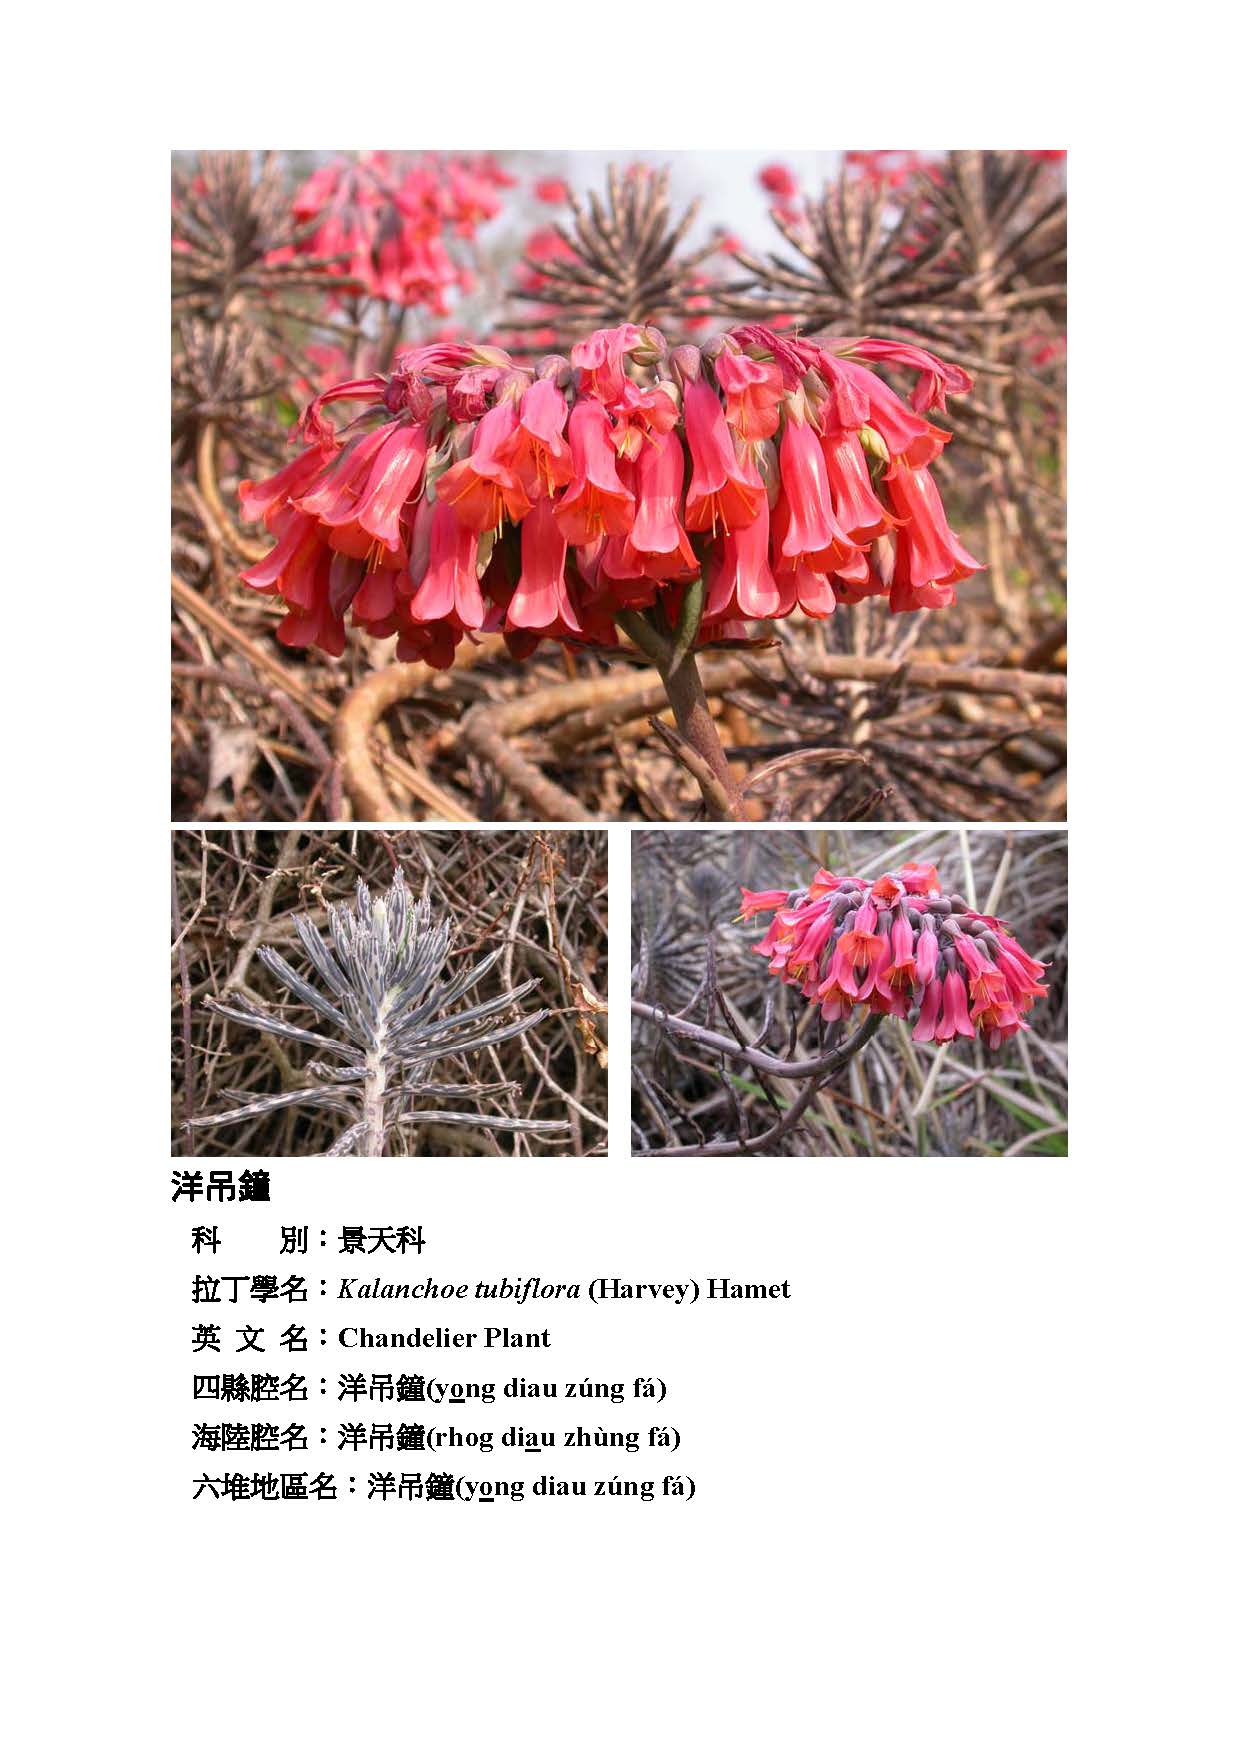 洋吊鐘
科　　別：景天科
拉丁學名：Kalanchoe tubiflora (Harvey) Hamet
英 文 名：Chandelier Plant
四縣腔名：洋吊鐘(yong diau zúng fá)
海陸腔名：洋吊鐘(rhog diau zhùng fá)
六堆地區名：洋吊鐘(yong diau zúng fá)